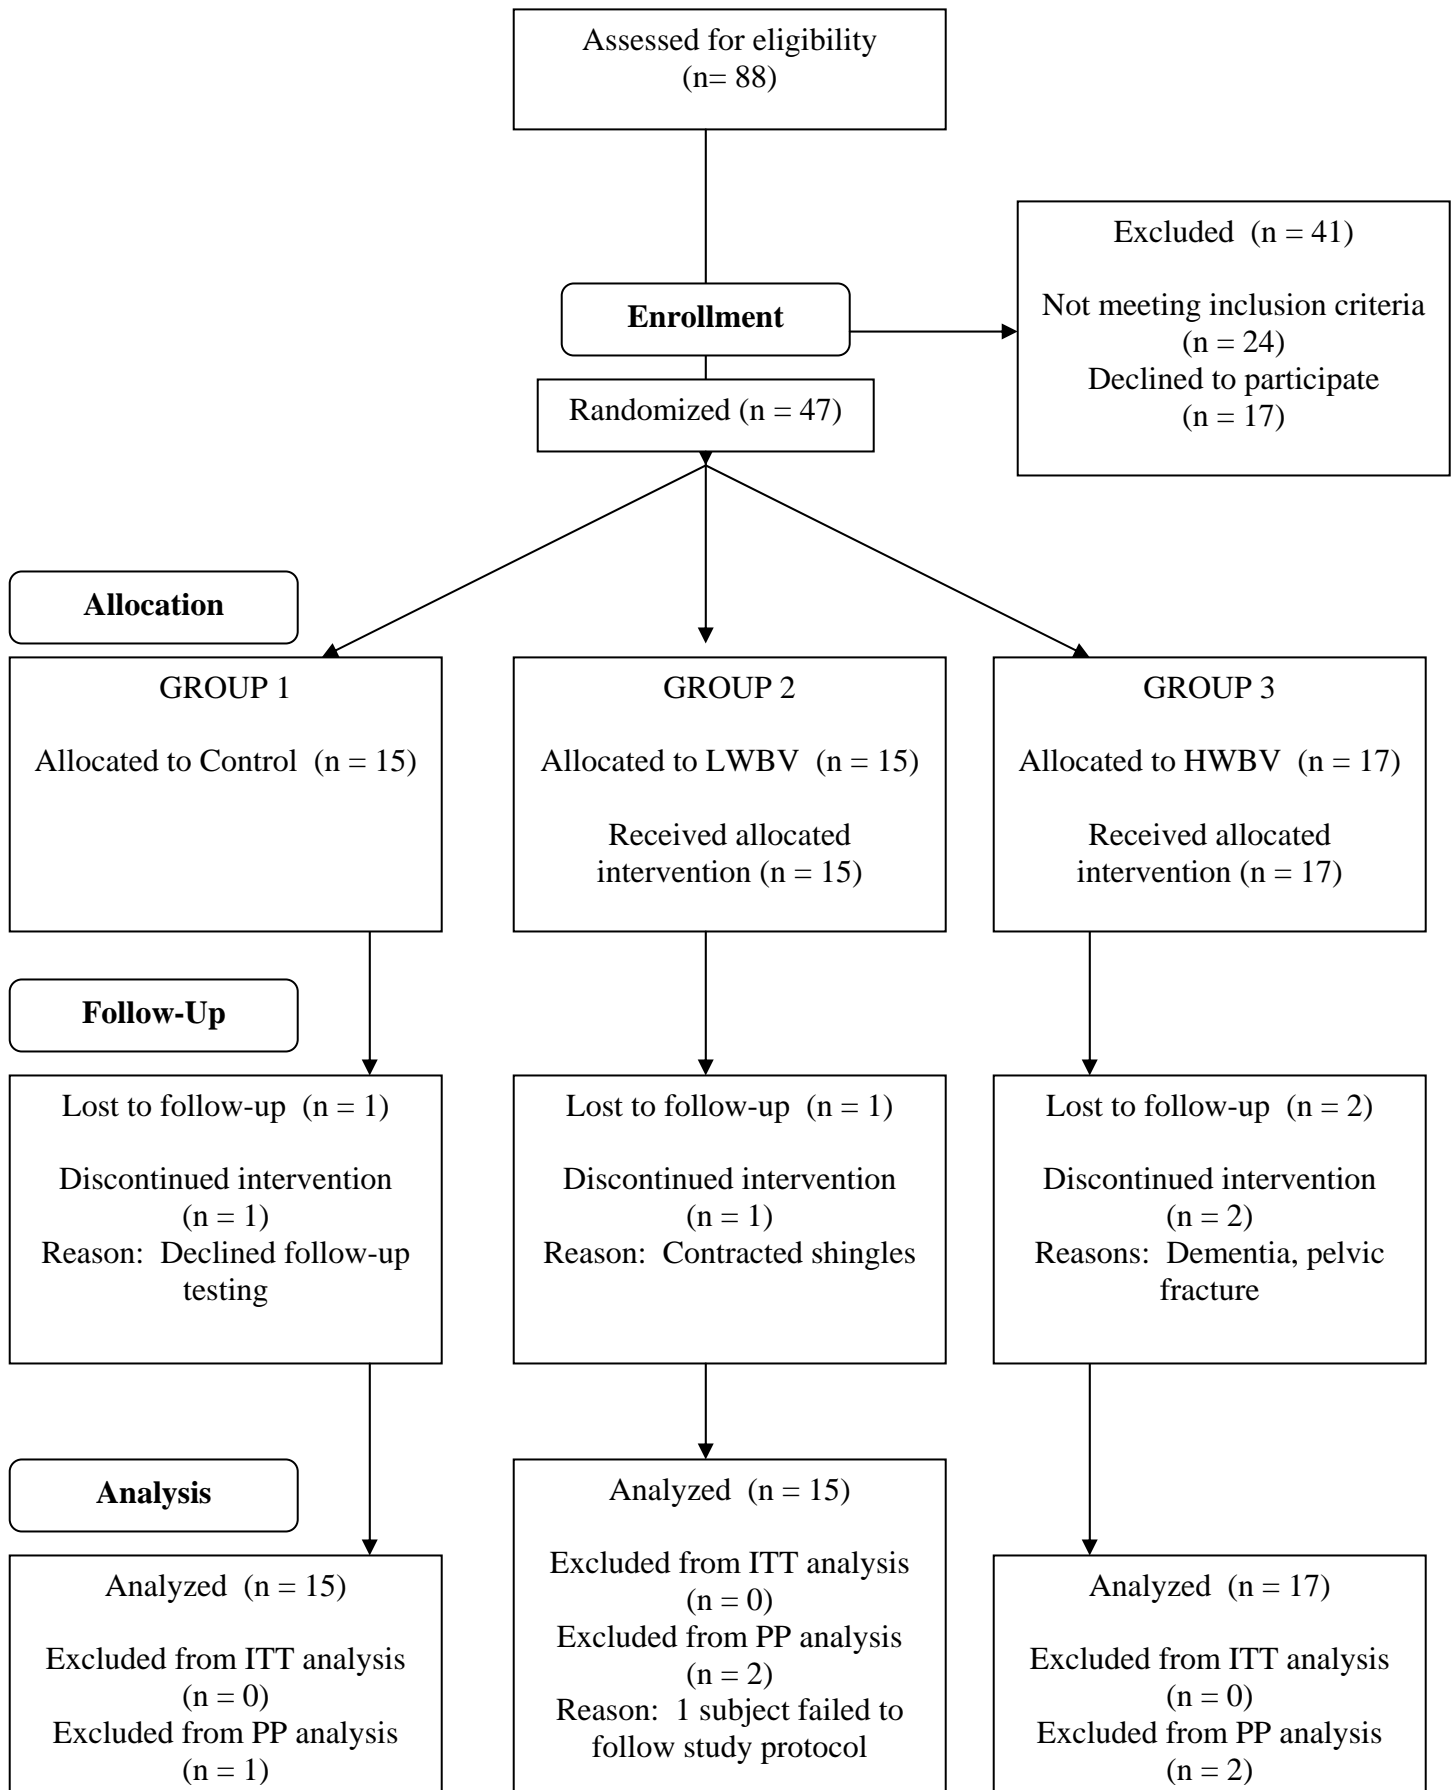 Assessed for eligibility
(n= 88)
Excluded (n = 41)
Not meeting inclusion criteria
(n = 24)
Declined to participate
(n = 17)
Enrollment
Randomized (n = 47)
Allocation
GROUP 1
Allocated to Control (n = 15)
GROUP 2
Allocated to LWBV (n = 15)
Received allocated
intervention (n = 15)
GROUP 3
Allocated to HWBV (n = 17)
Received allocated
intervention (n = 17)
Follow-Up
Lost to follow-up (n = 1)
Discontinued intervention
(n = 1)
Reason: Declined follow-up
testing
Lost to follow-up (n = 1)
Discontinued intervention
(n = 1)
Reason: Contracted shingles
Lost to follow-up (n = 2)
Discontinued intervention
(n = 2)
Reasons: Dementia, pelvic
fracture
Analysis
Analyzed (n = 15)
Excluded from ITT analysis
(n = 0)
Excluded from PP analysis
(n = 1)
Analyzed (n = 15)
Excluded from ITT analysis
(n = 0)
Excluded from PP analysis
(n = 2)
Reason: 1 subject failed to
follow study protocol
Analyzed (n = 17)
Excluded from ITT analysis
(n = 0)
Excluded from PP analysis
(n = 2)